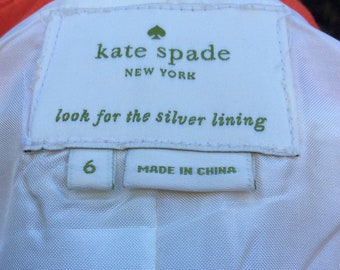 kate spade
NEW YORK
look for the silver lining
6
MADE IN CHINA